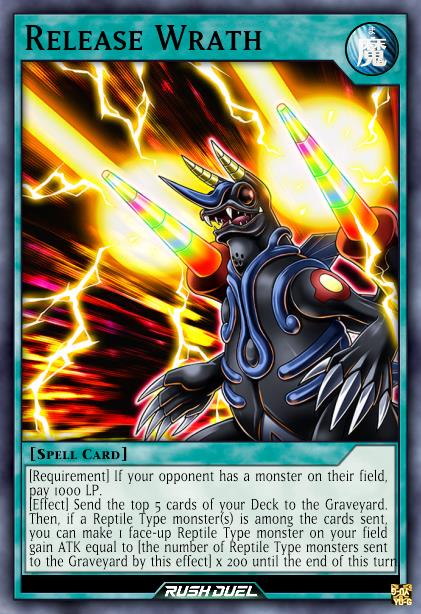 Release Wrath
ま
魔
[Spell Card]
[Requirement] If your opponent has a monster on their field,
pay 1000 LP.
[Effect] Send the top 5 cards of your Deck to the Graveyard.
Then, if a Reptile Type monster(s) is among the cards sent,
you can make 1 face-up Reptile Type monster on your field
gain ATK equal to [the number of Reptile Type monsters sent
to the Graveyard by this effect] x 200 until the end of this turn
RUSH DUEL